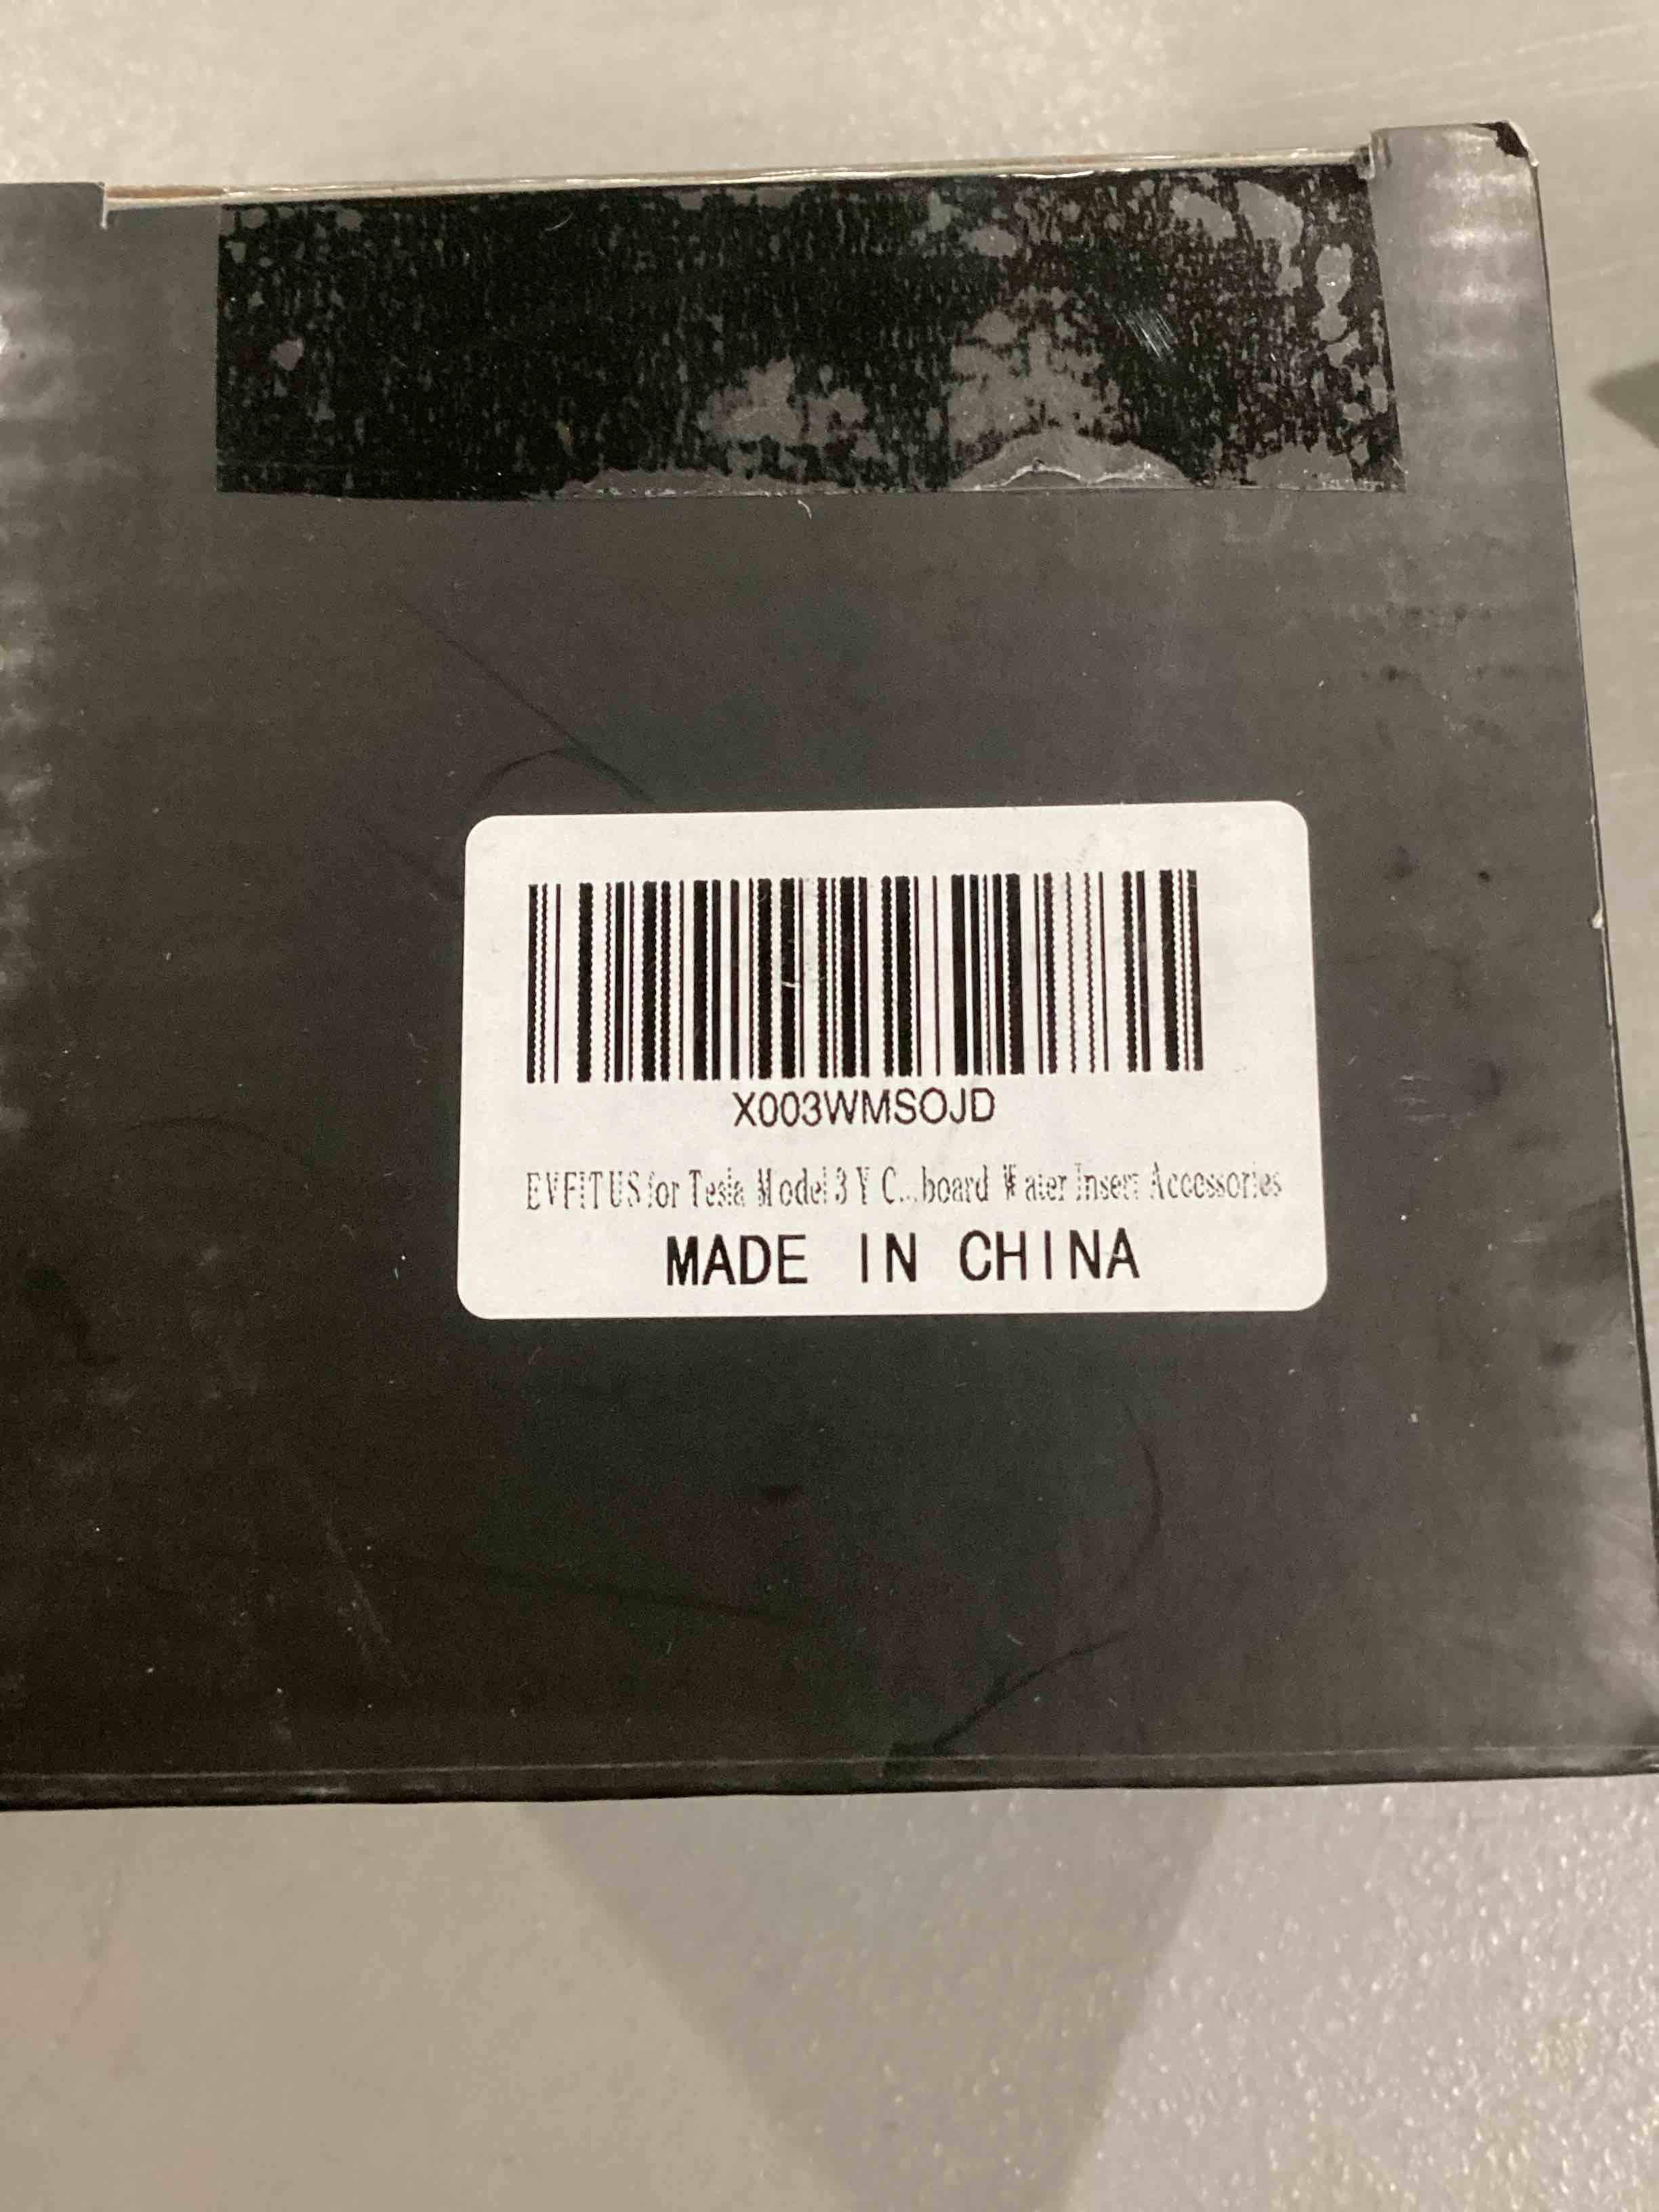 X003WMSOJD
EVFITUS for Tesla Model 3 Y C...board Water Insert Accessories
MADE IN CHINA